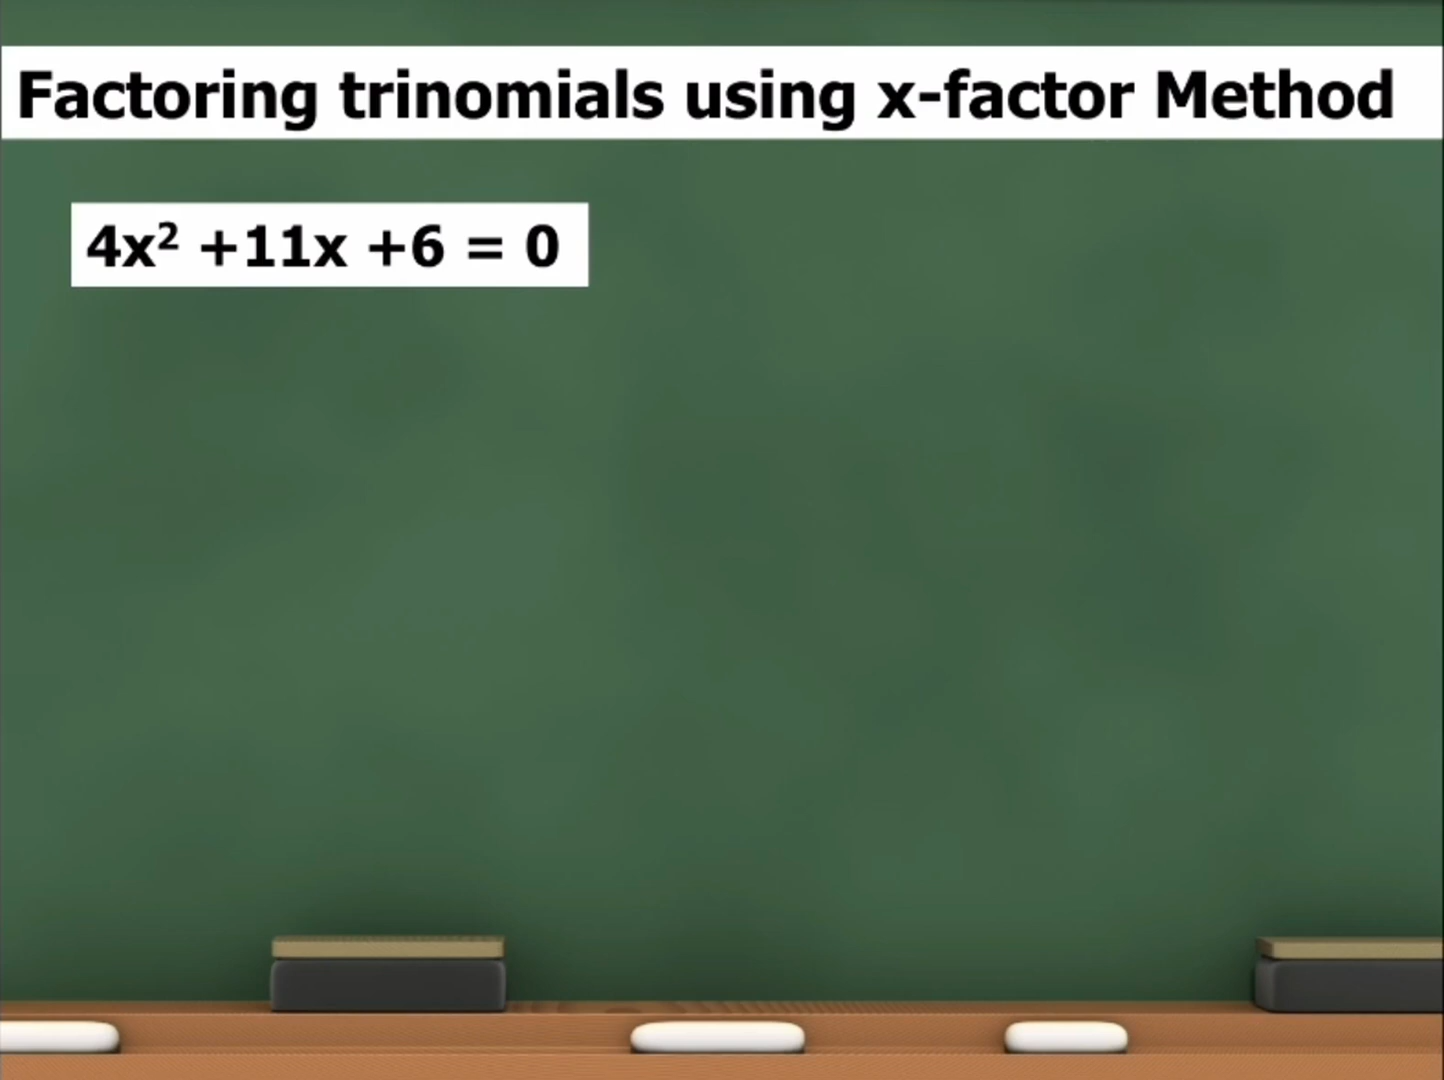 Factoring trinomials using x-factor Method
4x² +11x +6 = 0